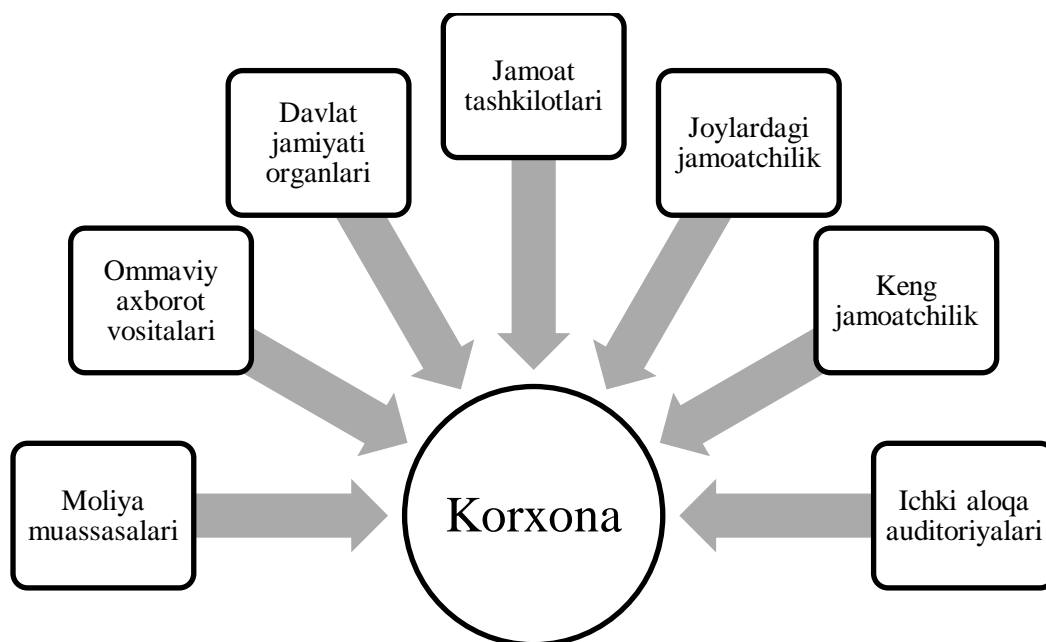 Jamoat
tashkilotlari
Davlat
jamiyati
organlari
Joylardagi
jamoatchilik
Ommaviy
axborot
vositalari
Keng
jamoatchilik
Moliya
muassasalari
Korxona
Ichki aloqa
auditoriyalari